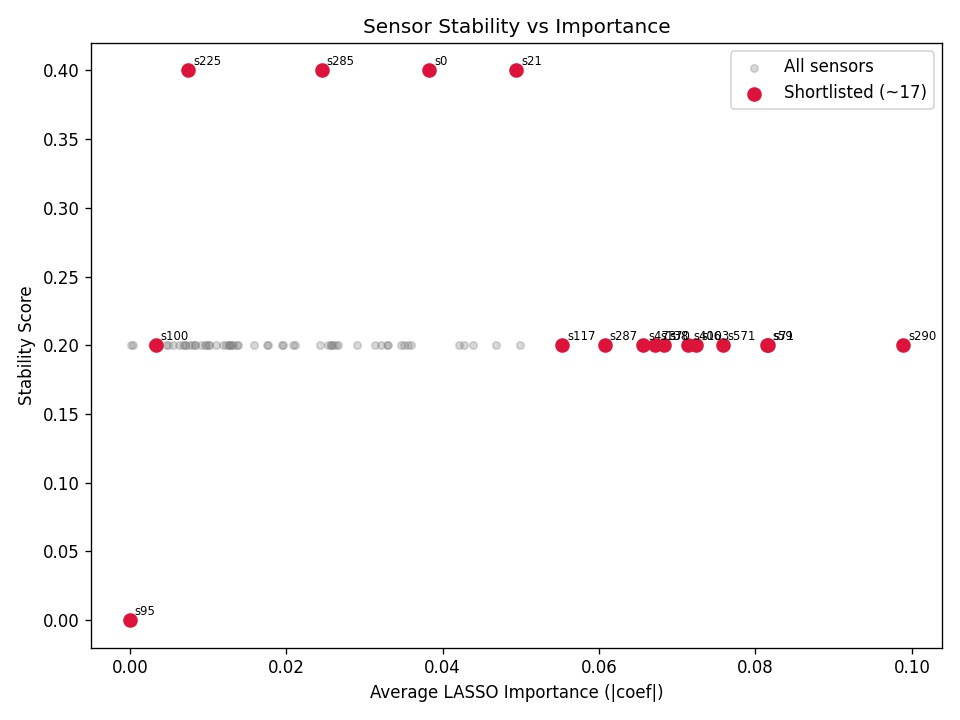 Sensor Stability vs Importance
All sensors
Shortlisted (~17)
s225
s285
s0
s21
s100
s117
s287
s571
s290
s95
Stability Score
0.40
0.35
0.30
0.25
0.20
0.15
0.10
0.05
0.00
0.00
0.02
0.04
0.06
0.08
0.10
Average LASSO Importance (|coef|)